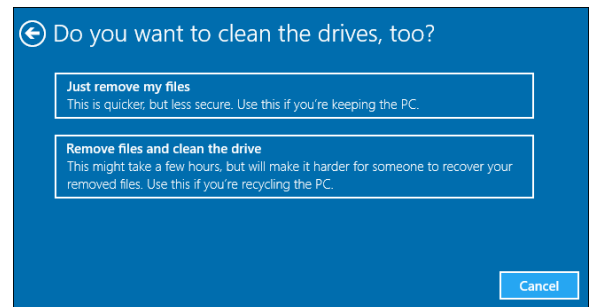 Do you want to clean the drives, too?
Just remove my files
This is quicker, but less secure. Use this if you're keeping the PC.
Remove files and clean the drive
This might take a few hours, but will make it harder for someone to recover your
removed files. Use this if you're recycling the PC.
Cancel